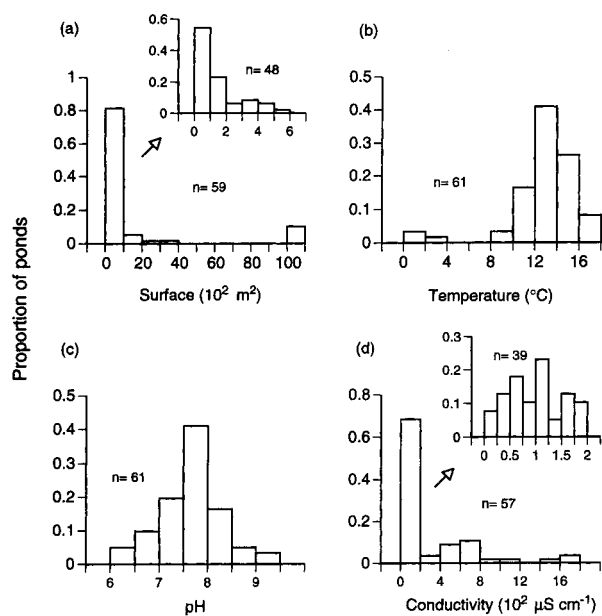 Proportion of ponds
(a)
0.6
0.4
0.2
0
n= 48
0 2 4 6
1
0.8
0.6
0.4
0.2
0
n= 59
0 20 40 60 80 100
Surface (10² m²)
(b)
0.5
0.4
0.3
0.2
0.1
0
n= 61
0 4 8 12 16
Temperature (°C)
(c)
0.5
0.4
0.3
0.2
0.1
0
n= 61
6 7 8 9
pH
(d)
0.3
0.2
0.1
0
n= 39
0 0.5 1 1.5 2
0.8
0.6
0.4
0.2
0
n= 57
0 4 8 12 16
Conductivity (10² µS cm⁻¹)